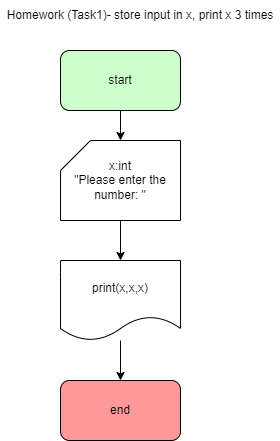 Homework (Task1)- store input in x, print x 3 times
start
x:int
"Please enter the
number: "
print(x,x,x)
end